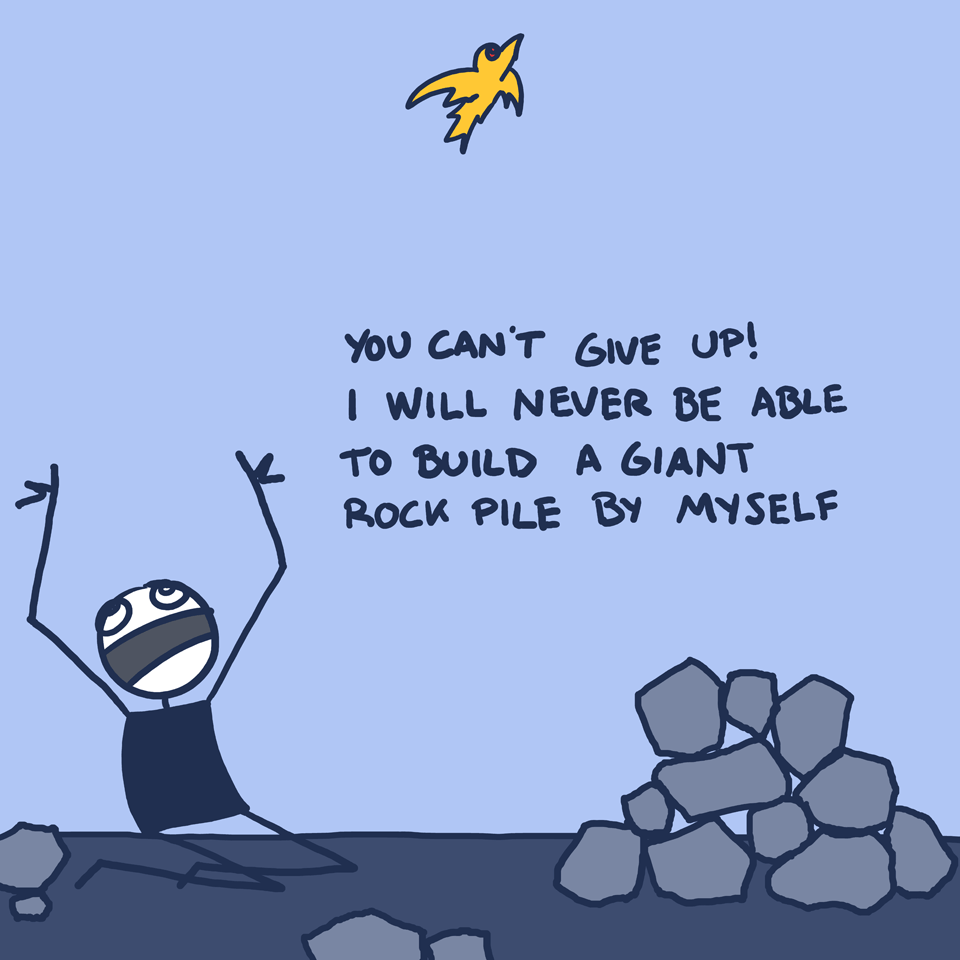 YOU CAN'T GIVE UP!
I WILL NEVER BE ABLE
TO BUILD A GIANT
ROCK PILE BY MYSELF